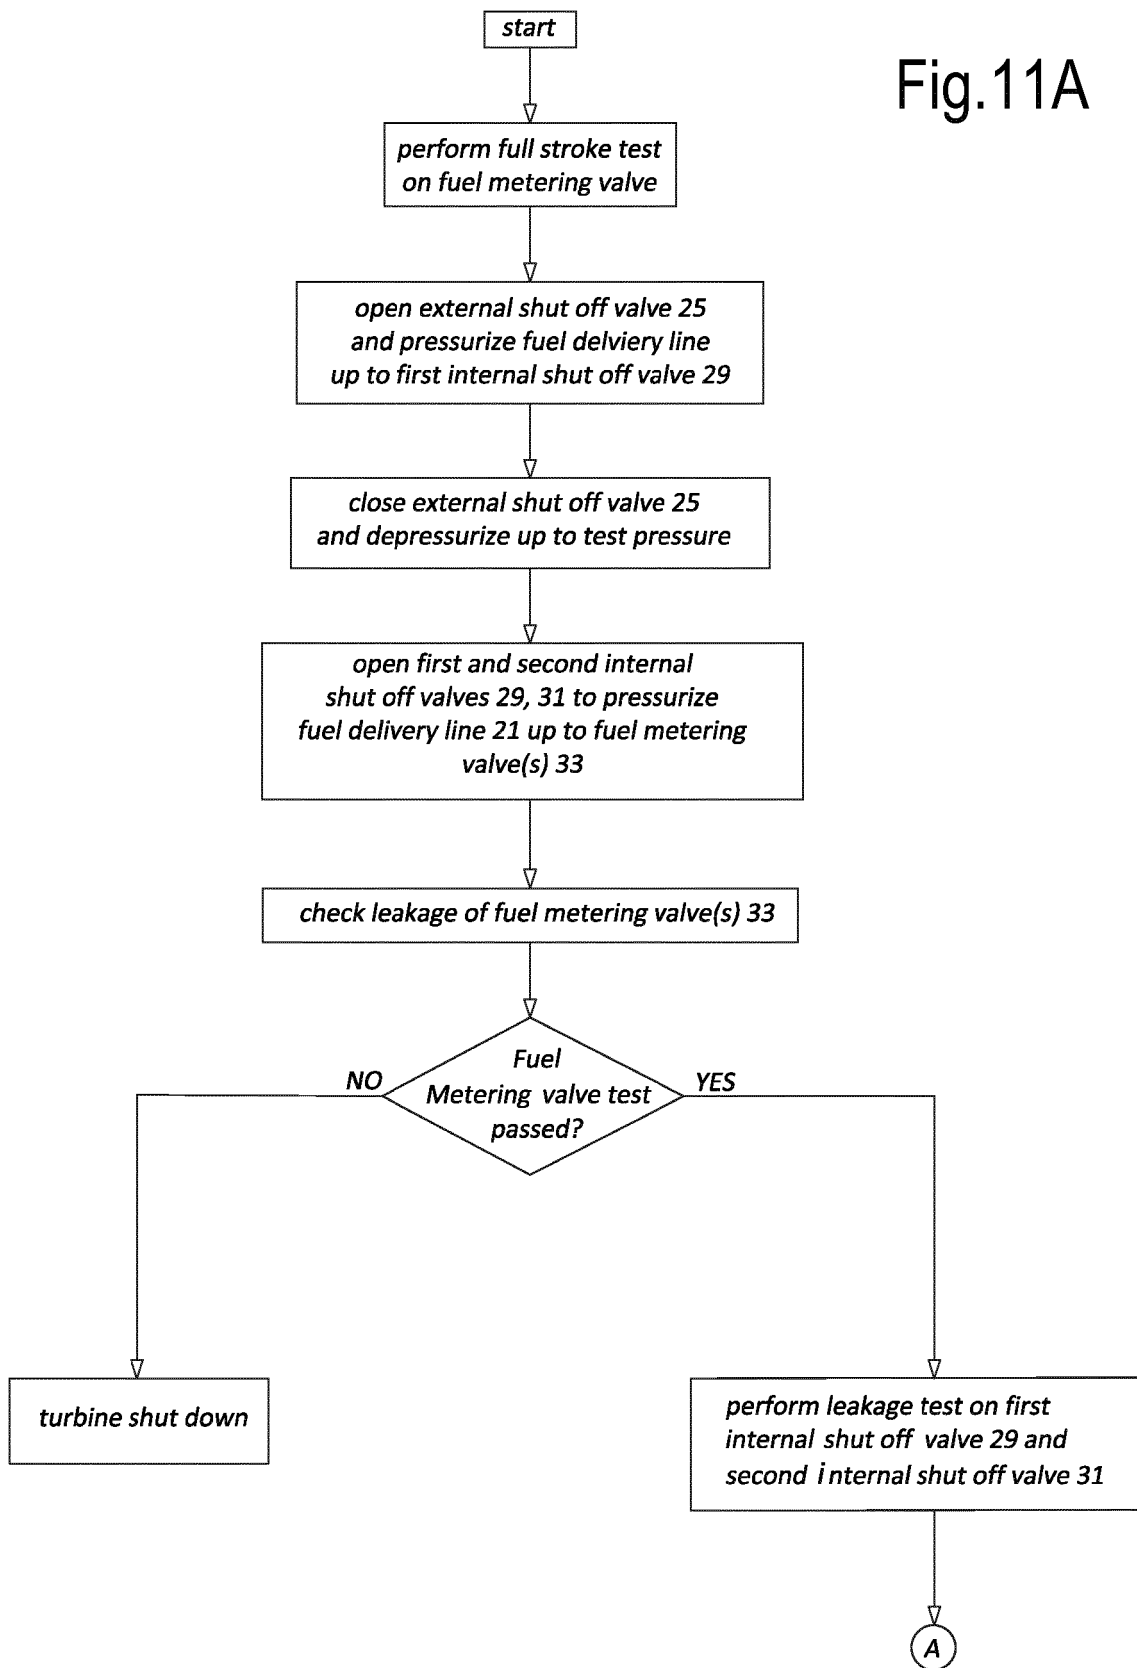 start
Fig.11A
perform full stroke test
on fuel metering valve
open external shut off valve 25
and pressurize fuel delviery line
up to first internal shut off valve 29
close external shut off valve 25
and depressurize up to test pressure
open first and second internal
shut off valves 29, 31 to pressurize
fuel delivery line 21 up to fuel metering
valve(s) 33
check leakage of fuel metering valve(s) 33
Fuel
Metering valve test
passed?
NO
YES
turbine shut down
perform leakage test on first
internal shut off valve 29 and
second internal shut off valve 31
A